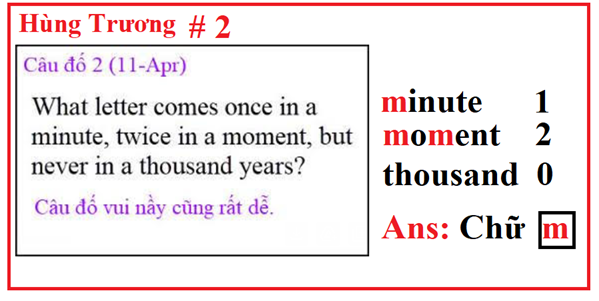 Hùng Trương # 2
Câu đố 2 (11-Apr)
What letter comes once in a
minute, twice in a moment, but
never in a thousand years?
Câu đố vui nầy cũng rất dễ.
minute 1
moment 2
thousand 0
Ans: Chữ m